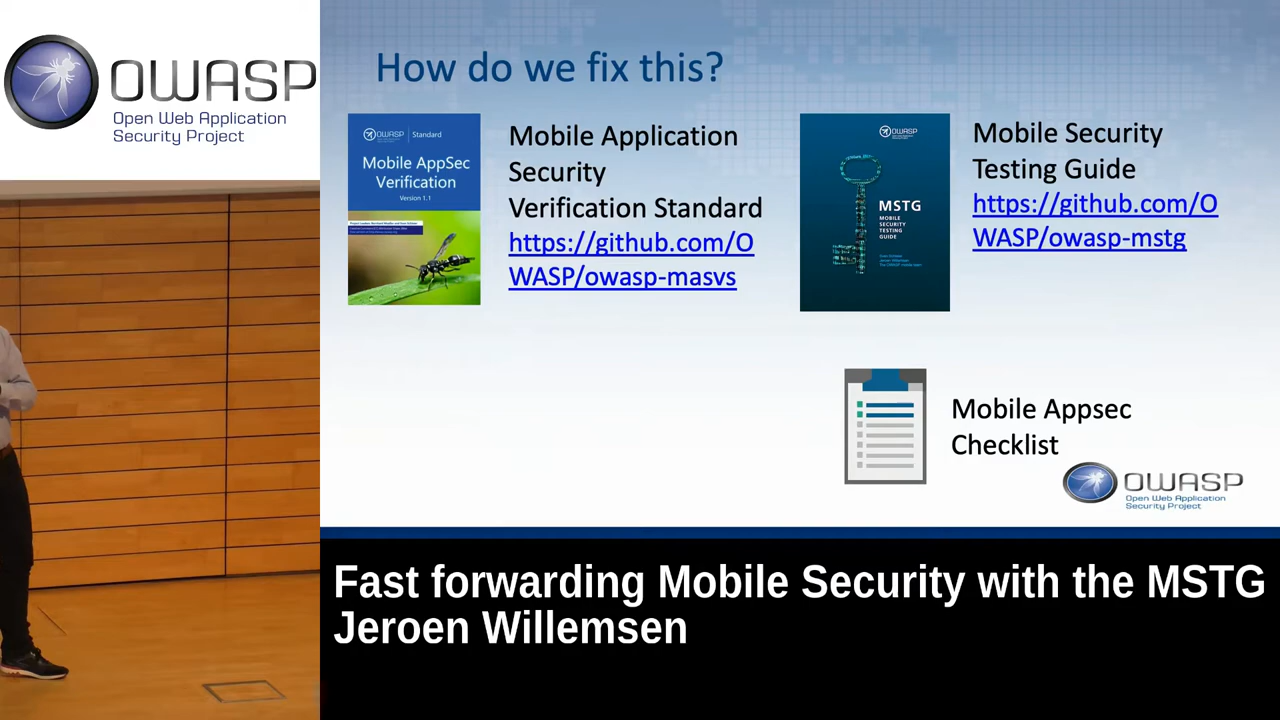 OWASP
Open Web Application
Security Project
How do we fix this?
OWASP
Standard
Mobile AppSec
Verification
Version 1.1
Mobile Application
Security
Verification Standard
https://github.com/O
WASP/owasp-masvs
OWASP
MSTG
MOBILE
SECURITY
TESTING
GUIDE
Mobile Security
Testing Guide
https://github.com/O
WASP/owasp-mstg
Mobile Appsec
Checklist
OWASP
Open Web Application
Security Project
Fast forwarding Mobile Security with the MSTG
Jeroen Willemsen